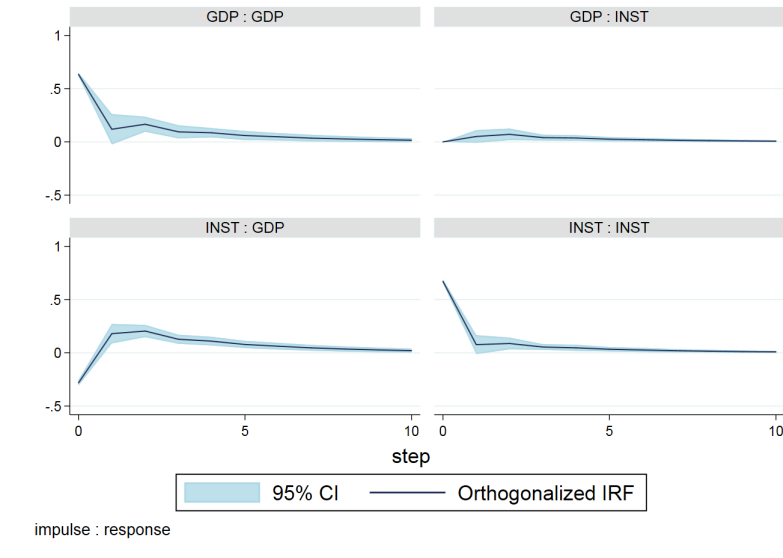 GDP : GDP
GDP : INST
1
.5
0
-.5
INST : GDP
INST : INST
1
.5
0
-.5
0
5
10
0
5
10
step
95% CI
Orthogonalized IRF
impulse : response